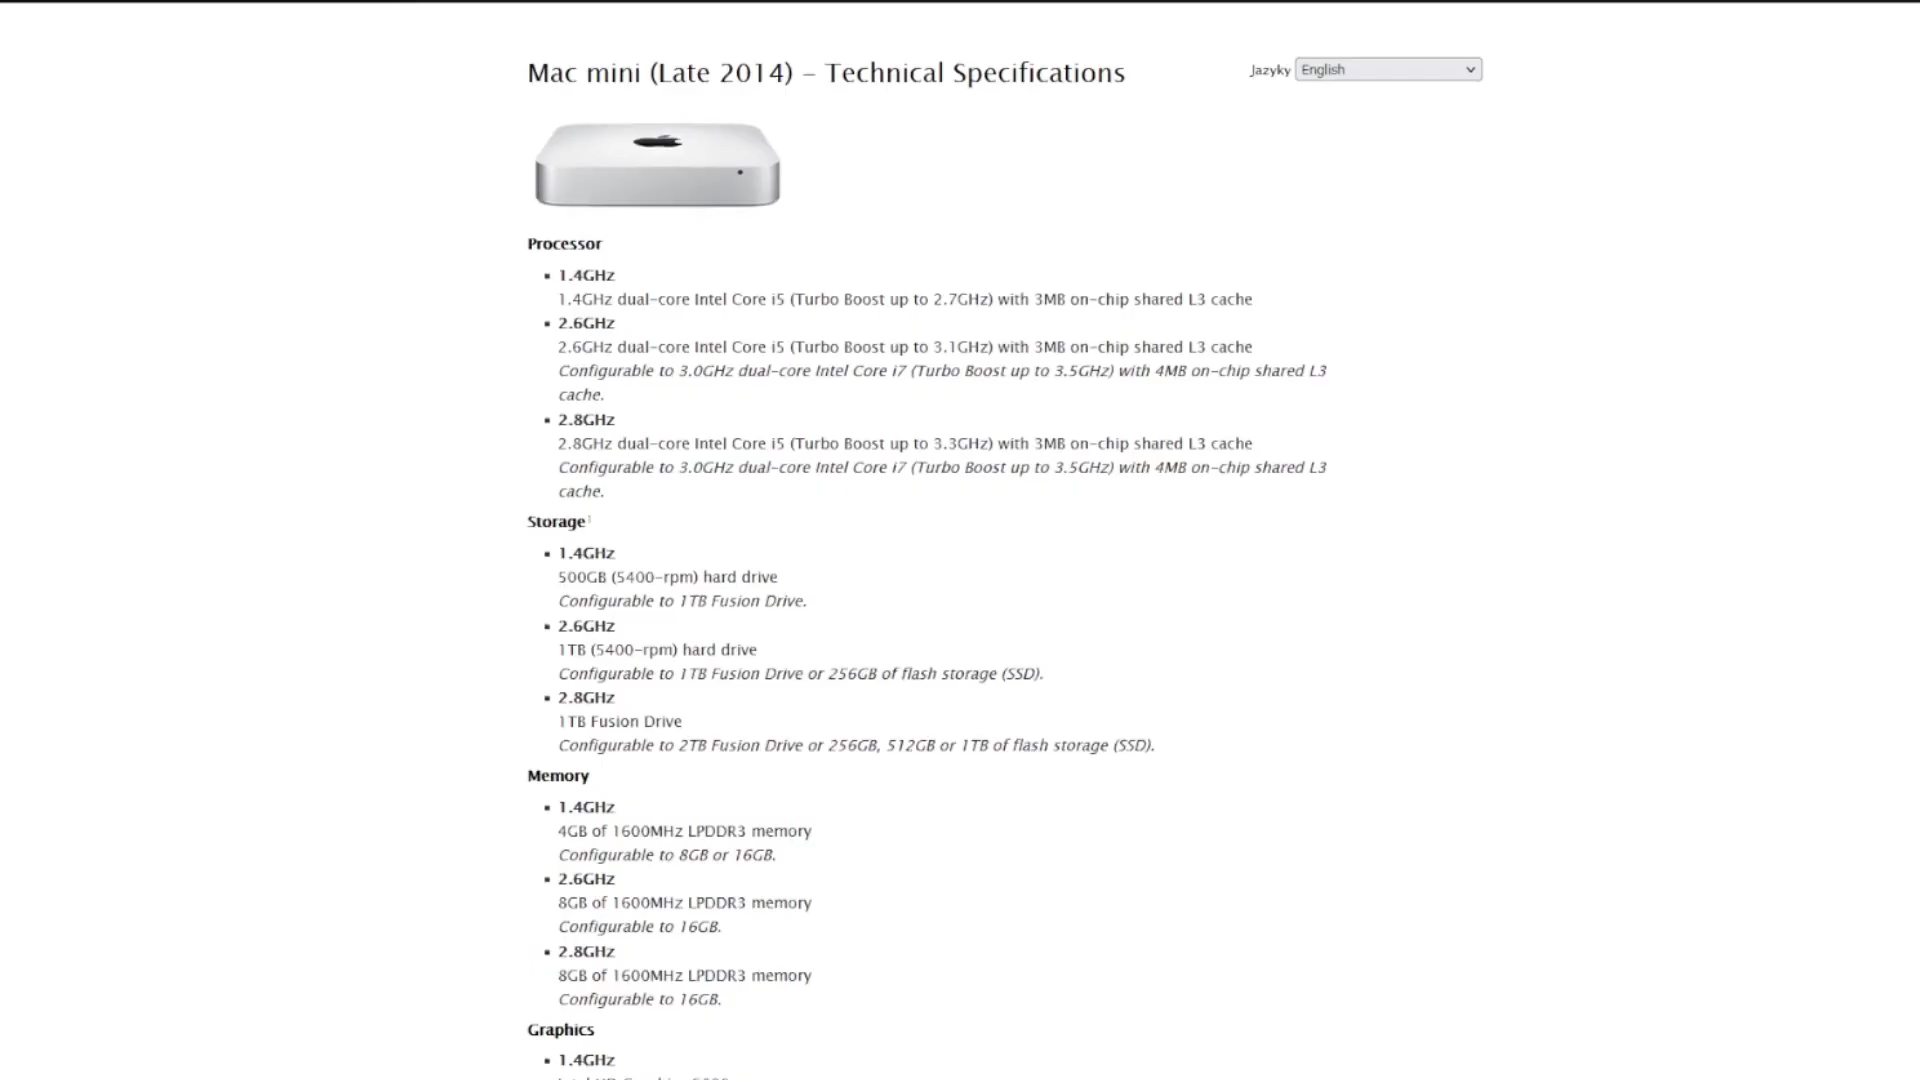 Mac mini (Late 2014) – Technical Specifications
Jazyky English
Processor
1.4GHz
1.4GHz dual-core Intel Core i5 (Turbo Boost up to 2.7GHz) with 3MB on-chip shared L3 cache
2.6GHz
2.6GHz dual-core Intel Core i5 (Turbo Boost up to 3.1GHz) with 3MB on-chip shared L3 cache
Configurable to 3.0GHz dual-core Intel Core i7 (Turbo Boost up to 3.5GHz) with 4MB on-chip shared L3
cache.
2.8GHz
2.8GHz dual-core Intel Core i5 (Turbo Boost up to 3.3GHz) with 3MB on-chip shared L3 cache
Configurable to 3.0GHz dual-core Intel Core i7 (Turbo Boost up to 3.5GHz) with 4MB on-chip shared L3
cache.
Storage1
1.4GHz
500GB (5400-rpm) hard drive
Configurable to 1TB Fusion Drive.
2.6GHz
1TB (5400-rpm) hard drive
Configurable to 1TB Fusion Drive or 256GB of flash storage (SSD).
2.8GHz
1TB Fusion Drive
Configurable to 2TB Fusion Drive or 256GB, 512GB or 1TB of flash storage (SSD).
Memory
1.4GHz
4GB of 1600MHz LPDDR3 memory
Configurable to 8GB or 16GB.
2.6GHz
8GB of 1600MHz LPDDR3 memory
Configurable to 16GB.
2.8GHz
8GB of 1600MHz LPDDR3 memory
Configurable to 16GB.
Graphics
1.4GHz